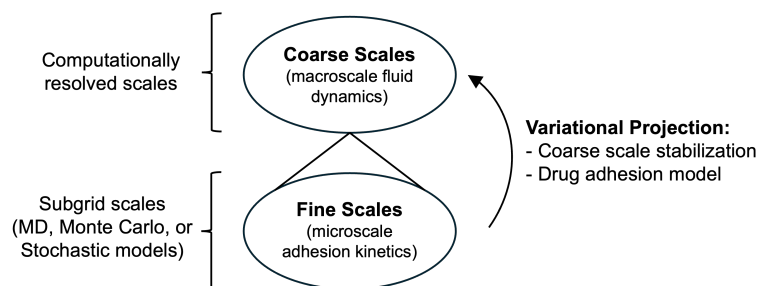 Computationally
resolved scales
Coarse Scales
(macroscale fluid
dynamics)
Variational Projection:
- Coarse scale stabilization
- Drug adhesion model
Subgrid scales
(MD, Monte Carlo, or
Stochastic models)
Fine Scales
(microscale
adhesion kinetics)